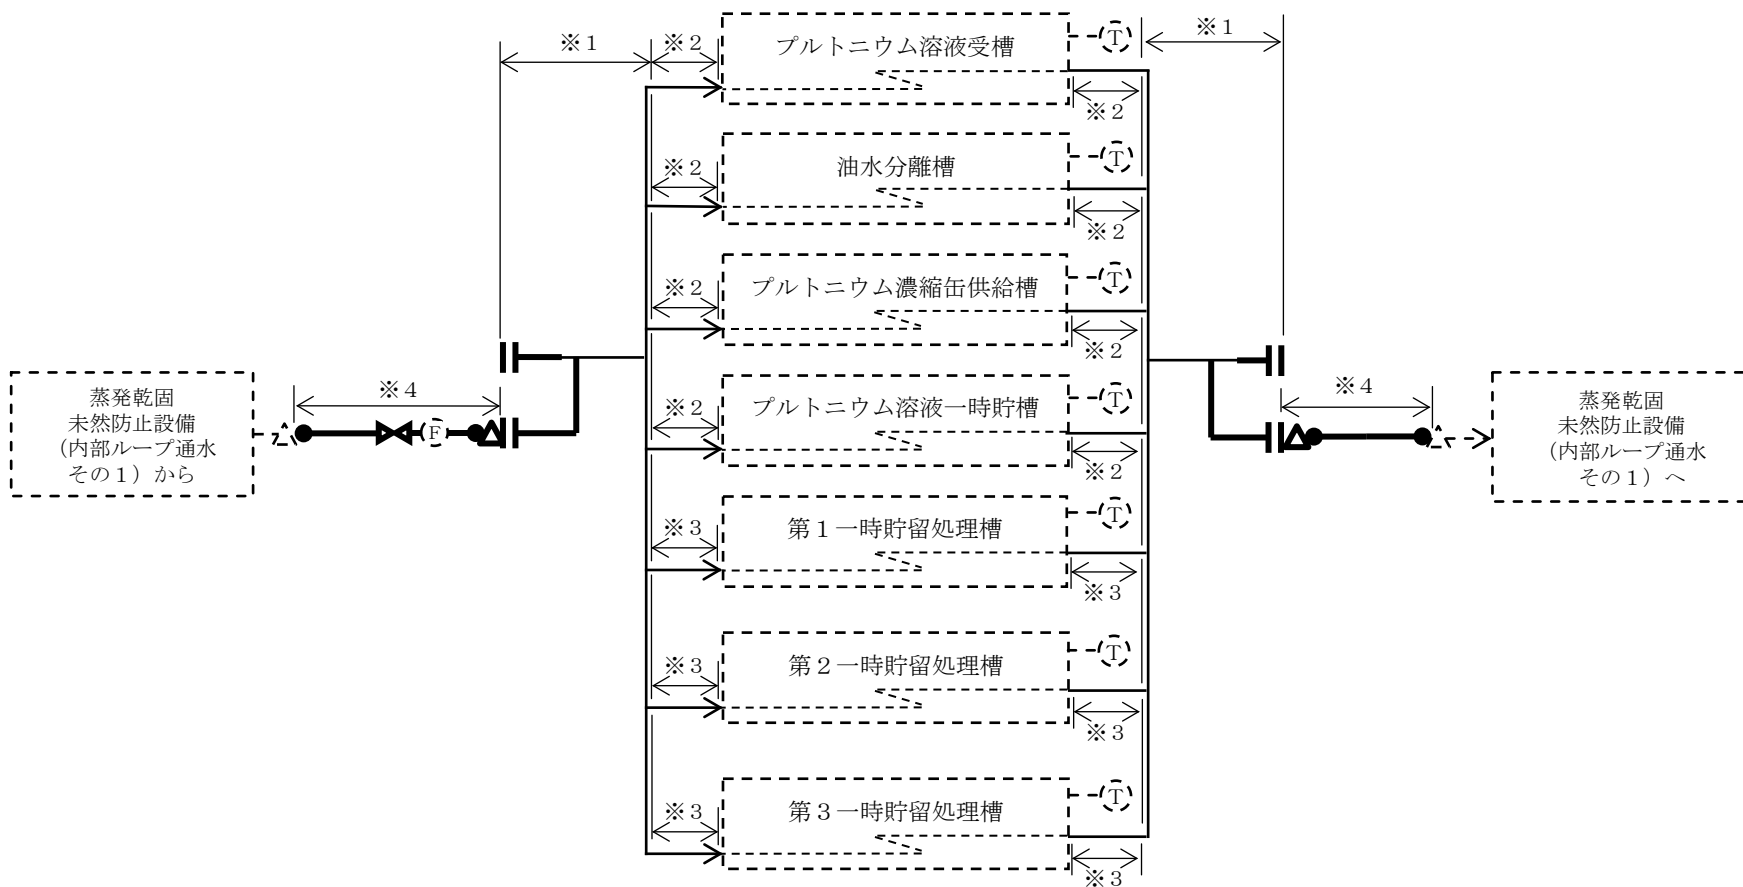 ※1
※2
プルトニウム溶液受槽
T
※1
※2
※2
油水分離槽
T
※2
※2
プルトニウム濃縮缶供給槽
T
※2
蒸発乾固
未然防止設備
(内部ループ通水
その1)から
※4
F
※2
プルトニウム溶液一時貯槽
T
※2
※4
蒸発乾固
未然防止設備
(内部ループ通水
その1)へ
※3
第1一時貯留処理槽
T
※3
※3
第2一時貯留処理槽
T
※3
※3
第3一時貯留処理槽
T
※3